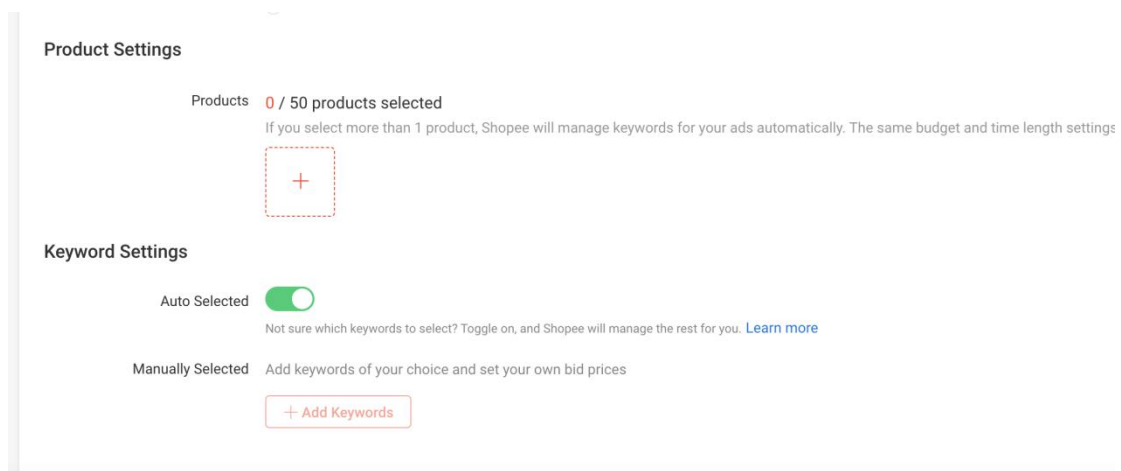 Product Settings
Products 0 / 50 products selected
If you select more than 1 product, Shopee will manage keywords for your ads automatically. The same budget and time length settings
Keyword Settings
Auto Selected
Not sure which keywords to select? Toggle on, and Shopee will manage the rest for you. Learn more
Manually Selected Add keywords of your choice and set your own bid prices
+ Add Keywords